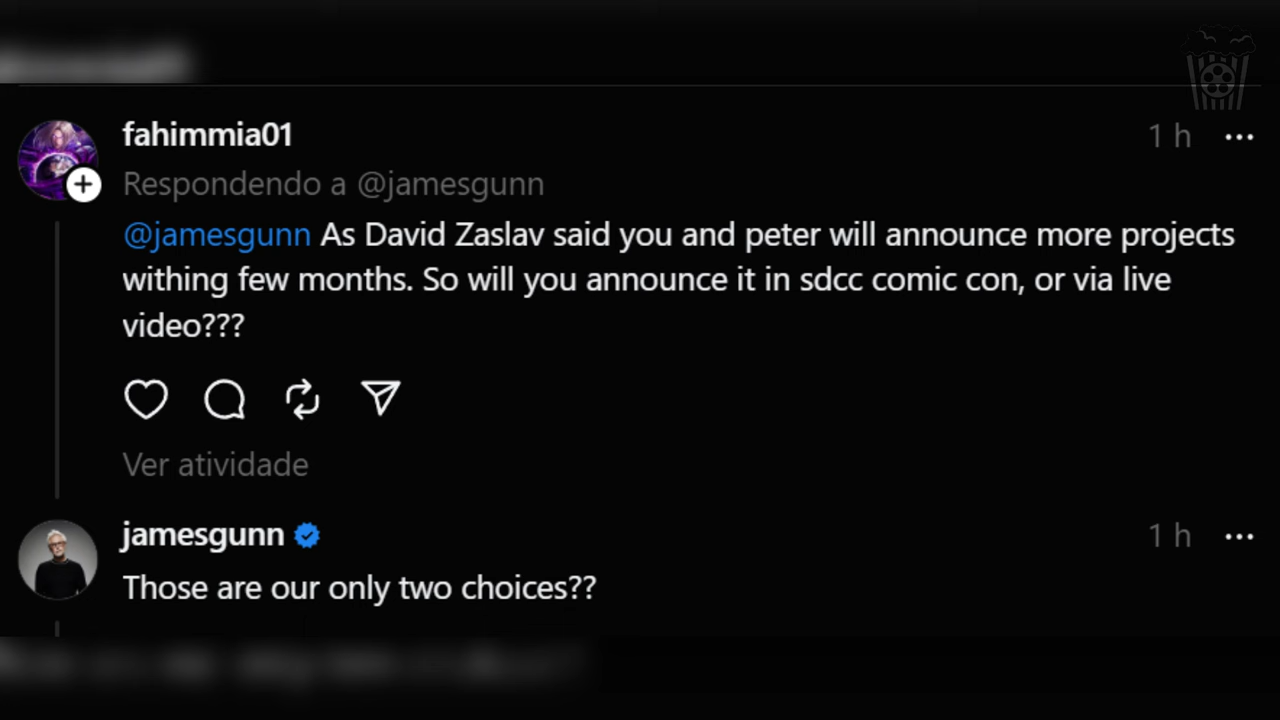 fahimmia01
1 h
Respondendo a @jamesgunn
@jamesgunn As David Zaslav said you and peter will announce more projects
withing few months. So will you announce it in sdcc comic con, or via live
video???
Ver atividade
jamesgunn
1 h
Those are our only two choices??